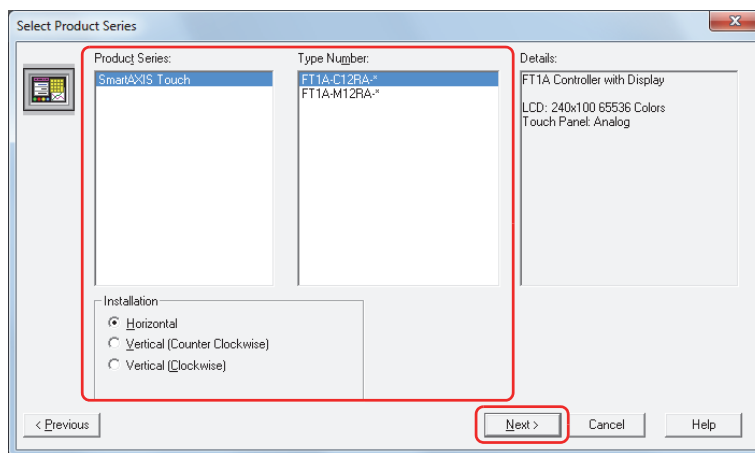 Select Product Series
Product Series:
SmartAXIS Touch
Type Number:
FT1A-C12RA-*
FT1A-M12RA-*
Details:
FT1A Controller with Display
LCD: 240x100 65536 Colors
Touch Panel: Analog
Installation
Horizontal
Vertical (Counter Clockwise)
Vertical (Clockwise)
< Previous
Next >
Cancel
Help